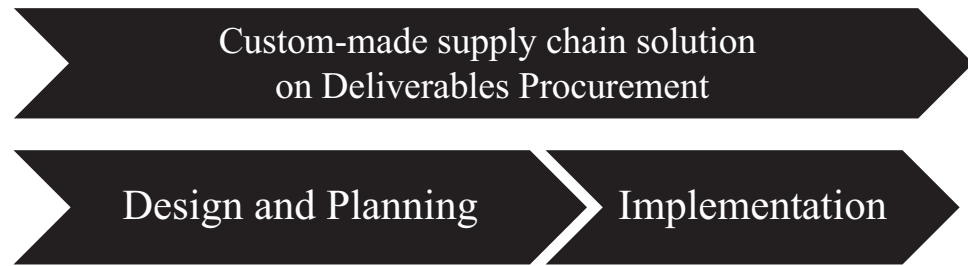 Custom-made supply chain solution
on Deliverables Procurement
Design and Planning
Implementation